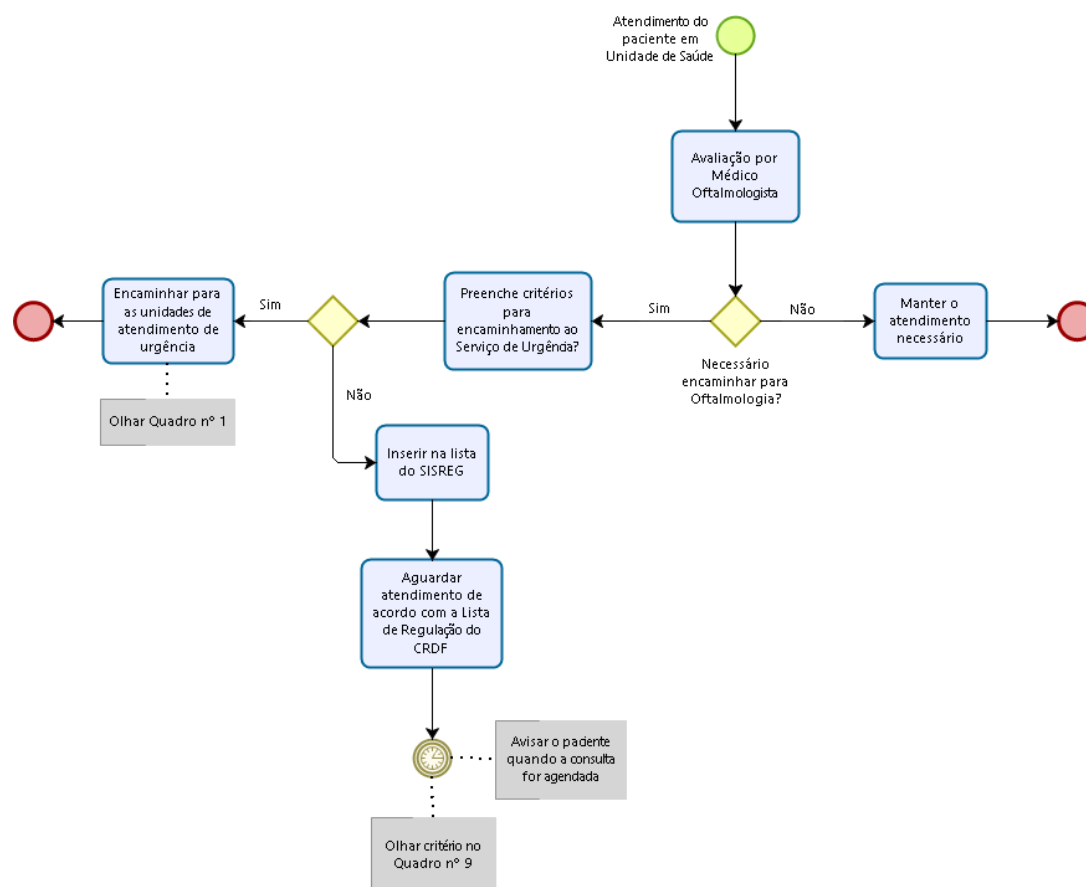 Atendimento do
paciente em
Unidade de Saúde
Avaliação por
Médico
Oftalmologista
Necessário
encaminhar para
Oftalmologia?
Não
Manter o
atendimento
necessário
Sim
Preenche critérios
para
encaminhamento ao
Serviço de Urgência?
Sim
Encaminhar para
as unidades de
atendimento de
urgência
Olhar Quadro nº 1
Não
Inserir na lista
do SISREG
Aguardar
atendimento de
acordo com a Lista
de Regulação do
CRDF
Avisar o paciente
quando a consulta
for agendada
Olhar critério no
Quadro nº 9